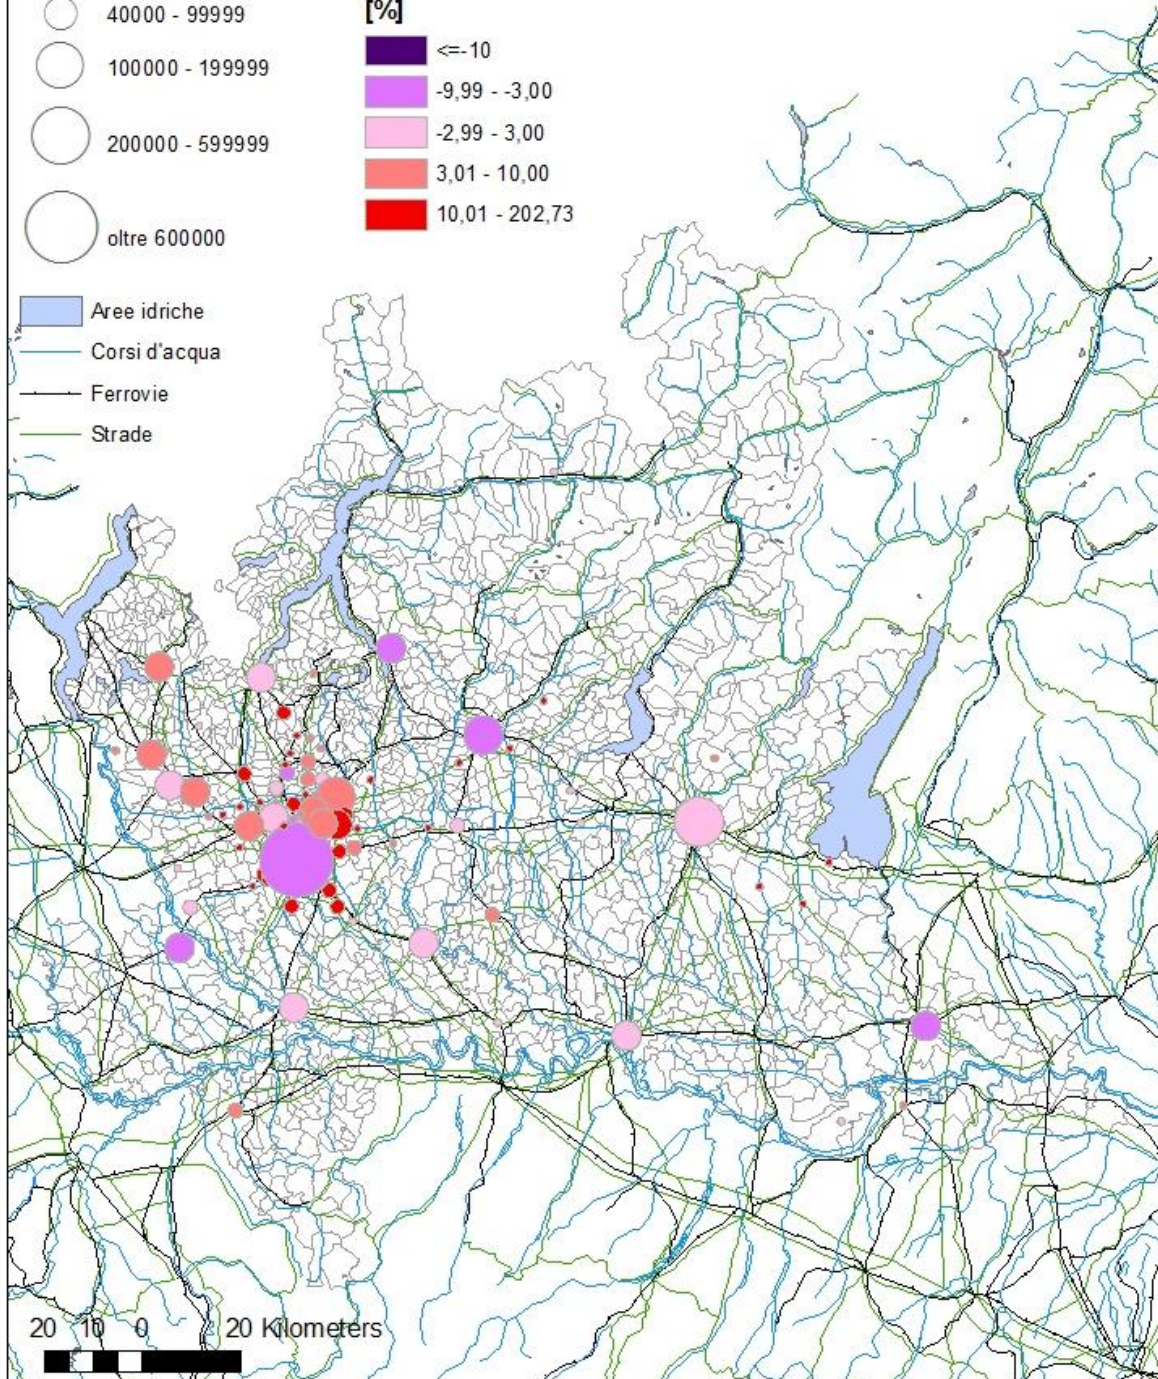 40000 - 99999
100000 - 199999
200000 - 599999
oltre 600000
[%]
<=-10
-9,99 - -3,00
-2,99 - 3,00
3,01 - 10,00
10,01 - 202,73
Aree idriche
Corsi d'acqua
Ferrovie
Strade
20 10 0 20 Kilometers